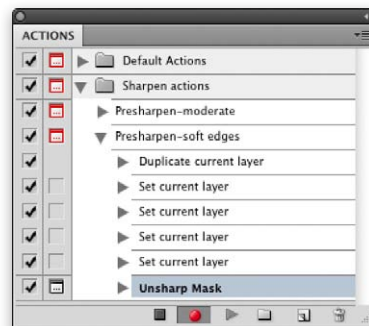 ACTIONS
Default Actions
Sharpen actions
Presharpen-moderate
Presharpen-soft edges
Duplicate current layer
Set current layer
Set current layer
Set current layer
Set current layer
Unsharp Mask